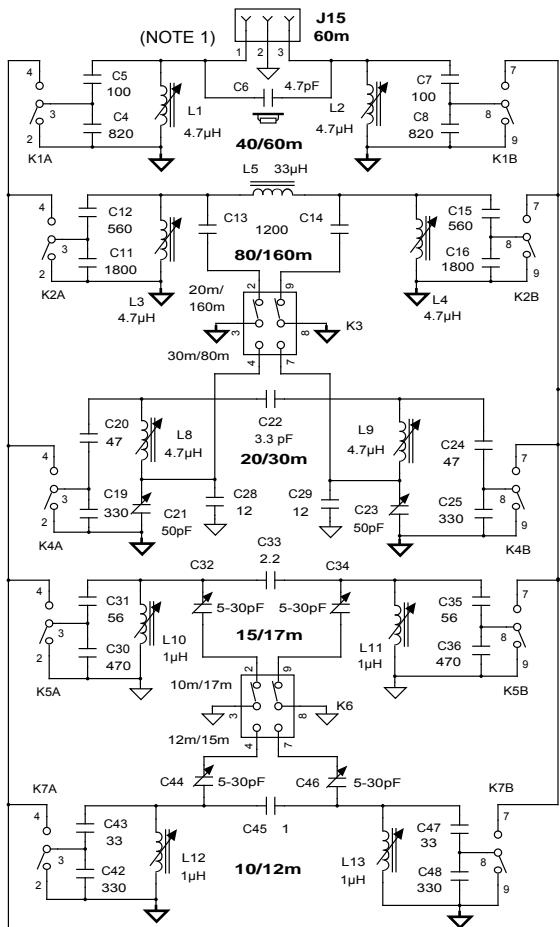 J15
60m
(NOTE 1)
1 2 3
4
C5
100
C6
4.7pF
C7
100
7
3
L1
4.7µH
L2
4.7µH
8
C4
820
C8
820
2
K1A
40/60m
9
K1B
L5 33µH
4
C12
560
C13
1200
C14
C15
560
7
3
C11
1800
80/160m
C16
1800
8
2
K2A
L3
4.7µH
20m/
160m
2 9
L4
4.7µH
9
K2B
3 8
K3
30m/80m
4 7
C20
47
L8
4.7µH
C22
3.3 pF
L9
4.7µH
C24
47
20/30m
4
7
3
C19
330
C21
50pF
C28
12
C29
12
C23
50pF
C25
330
8
2
K4A
9
K4B
C33
2.2
C32
C34
4
C31
56
5-30pF
5-30pF
C35
56
7
3
L10
1µH
15/17m
L11
1µH
8
C30
470
C36
470
2
K5A
10m/17m
2 9
9
K5B
3 8
K6
12m/15m
4 7
C44
5-30pF
C46
5-30pF
K7A
K7B
4
C43
33
C45 1
C47
33
7
3
L12
1µH
L13
1µH
8
C42
330
10/12m
C48
330
2
9